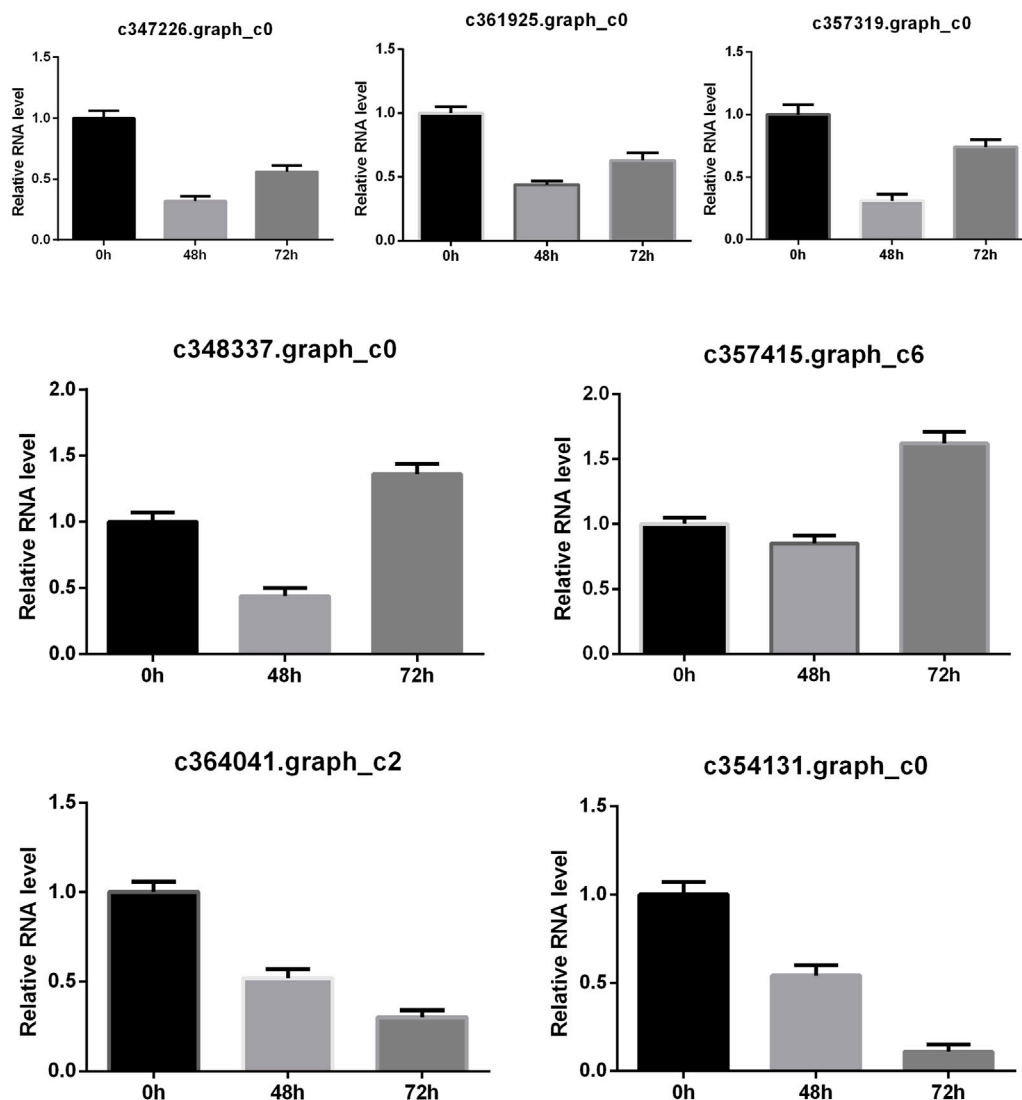 c347226.graph_c0
Relative RNA level
1.5
1.0
0.5
0.0
0h 48h 72h
c361925.graph_c0
Relative RNA level
1.5
1.0
0.5
0.0
0h 48h 72h
c357319.graph_c0
Relative RNA level
1.5
1.0
0.5
0.0
0h 48h 72h
c348337.graph_c0
Relative RNA level
2.0
1.5
1.0
0.5
0.0
0h 48h 72h
c357415.graph_c6
Relative RNA level
2.0
1.5
1.0
0.5
0.0
0h 48h 72h
c364041.graph_c2
Relative RNA level
1.5
1.0
0.5
0.0
0h 48h 72h
c354131.graph_c0
Relative RNA level
1.5
1.0
0.5
0.0
0h 48h 72h